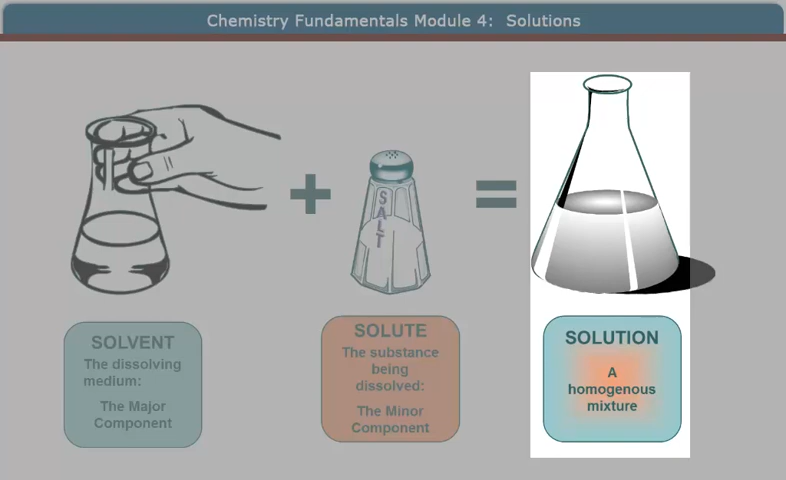 Chemistry Fundamentals Module 4: Solutions
+
=
SALT
SOLVENT
The dissolving
medium:
The Major
Component
SOLUTE
The substance
being
dissolved:
The Minor
Component
SOLUTION
A
homogenous
mixture